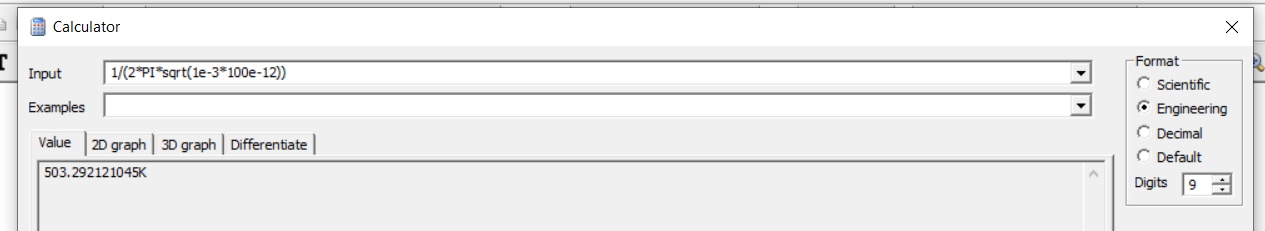 Calculator
Input 1/(2*PI*sqrt(1e-3*100e-12))
Examples
Value 2D graph 3D graph Differentiate
503.292121045K
Format
Scientific
Engineering
Decimal
Default
Digits 9
T